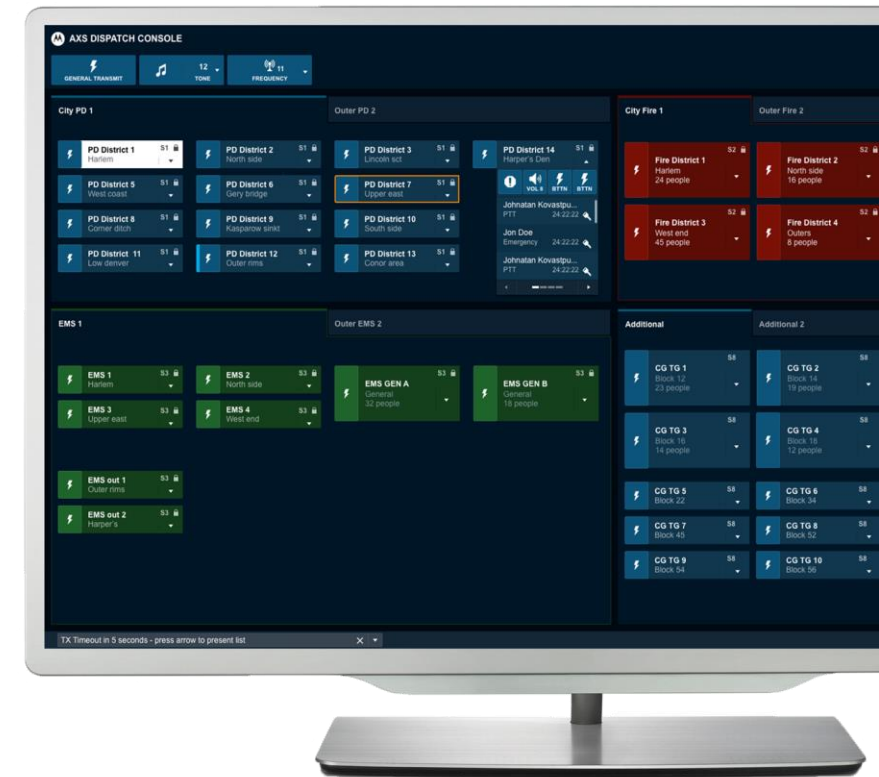 AXS DISPATCH CONSOLE
GENERAL TRANSMIT
12
TONE
11
FREQUENCY
City PD 1
Outer PD 2
PD District 1 S1
Harlem
PD District 2 S1
North side
PD District 3 S1
Lincoln sct
PD District 14 S1
Harper's Den
PD District 5 S1
West coast
PD District 6 S1
Gery bridge
PD District 7 S1
Upper east
VOL 8 BTTN BTTN
PD District 8 S1
Corner ditch
PD District 9 S1
Kasparow sinkt
PD District 10 S1
South side
Johnatan Kovastpu...
PTT 24:22:22
Jon Doe
Emergency 24:22:22
PD District 11 S1
Low denver
PD District 12 S1
Outer rims
PD District 13 S1
Conor area
Johnatan Kovastpu...
PTT 24:22:22
City Fire 1
Outer Fire 2
Fire District 1 S2
Harlem
24 people
Fire District 2 S2
North side
16 people
Fire District 3 S2
West end
45 people
Fire District 4 S2
Outers
8 people
EMS 1
Outer EMS 2
EMS 1 S3
Harlem
EMS 2 S3
North side
EMS GEN A S3
General
32 people
EMS GEN B S3
General
18 people
EMS 3 S3
Upper east
EMS 4 S3
West end
EMS out 1 S3
Outer rims
EMS out 2 S3
Harper's
Additional
Additional 2
CG TG 1 S8
Block 12
23 people
CG TG 2 S8
Block 14
19 people
CG TG 3 S8
Block 16
14 people
CG TG 4 S8
Block 18
12 people
CG TG 5 S8
Block 22
CG TG 6 S8
Block 34
CG TG 7 S8
Block 45
CG TG 8 S8
Block 52
CG TG 9 S8
Block 54
CG TG 10 S8
Block 56
TX Timeout in 5 seconds - press arrow to present list